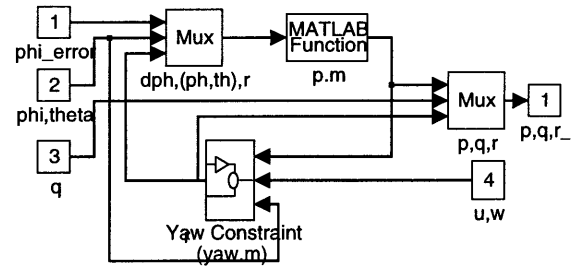 1
phi_error
2
phi,theta
3
q
Mux
dph,(ph,th),r
MATLAB
Function
p.m
Mux
p,q,r
1
p,q,r_
4
u,w
Yaw Constraint
(yaw.m)